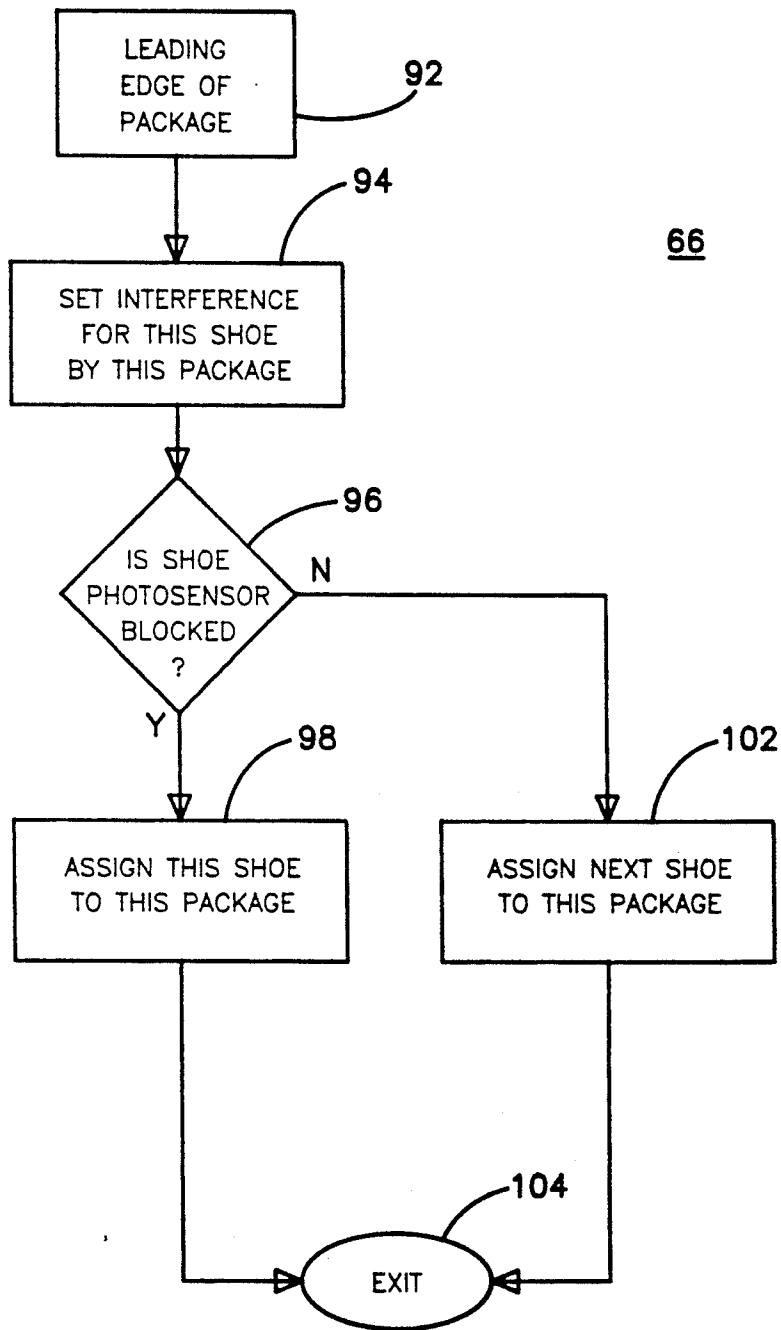 LEADING
EDGE OF
PACKAGE
92
94
66
SET INTERFERENCE
FOR THIS SHOE
BY THIS PACKAGE
96
IS SHOE
PHOTOSENSOR
BLOCKED
?
N
Y
98
102
ASSIGN THIS SHOE
TO THIS PACKAGE
ASSIGN NEXT SHOE
TO THIS PACKAGE
104
EXIT